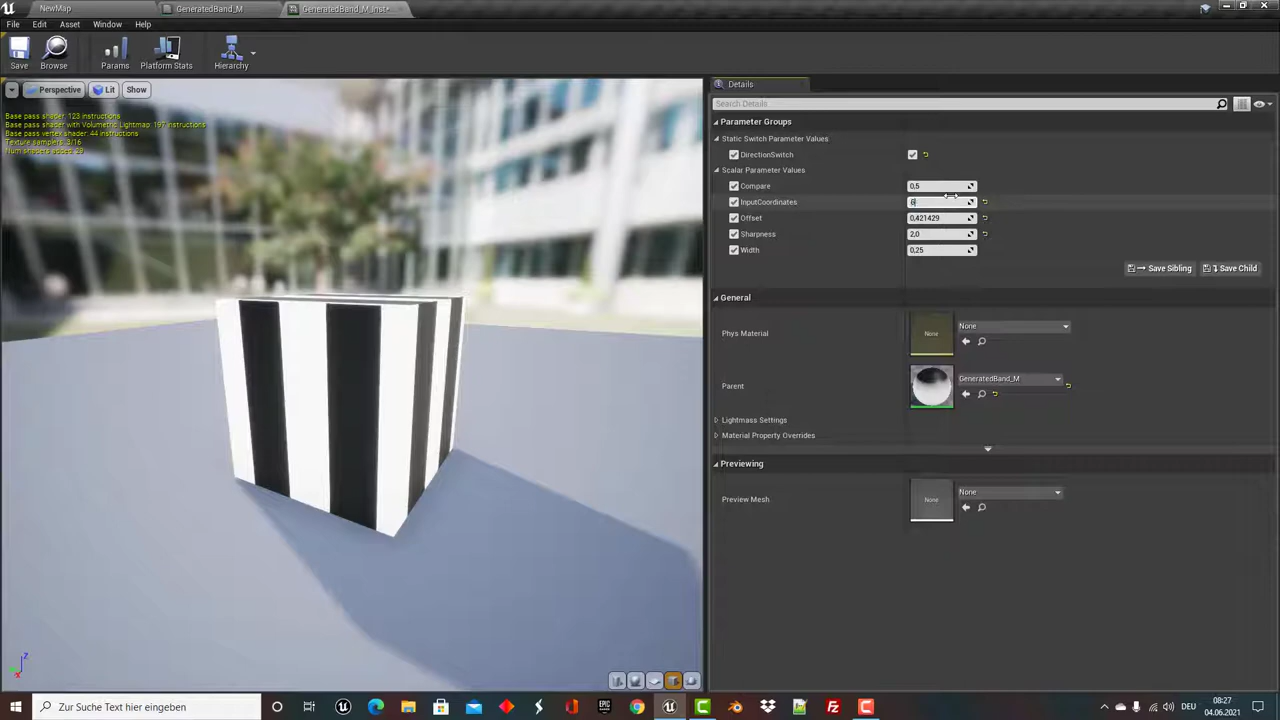 NewMap
GeneratedBand_M
GeneratedBand_M_Inst*
File Edit Asset Window Help
Save
Browse
Params
Platform Stats
Hierarchy
Perspective
Lit
Show
Base pass shader: 123 instructions
Base pass shader with Volumetric Lightmap: 197 instructions
Base pass vertex shader: 44 instructions
Texture samplers: 3/16
Details
Search Details
Parameter Groups
Static Switch Parameter Values
DirectionSwitch
Scalar Parameter Values
Compare 0,5
InputCoordinates
Offset 0,421429
Sharpness 2,0
Width 0,25
Save Sibling
Save Child
General
Phys Material
None
None
Parent
GeneratedBand_M
Lightmass Settings
Material Property Overrides
Previewing
Preview Mesh
None
None
Z
X
Zur Suche Text hier eingeben
DEU
08:27
04.06.2021